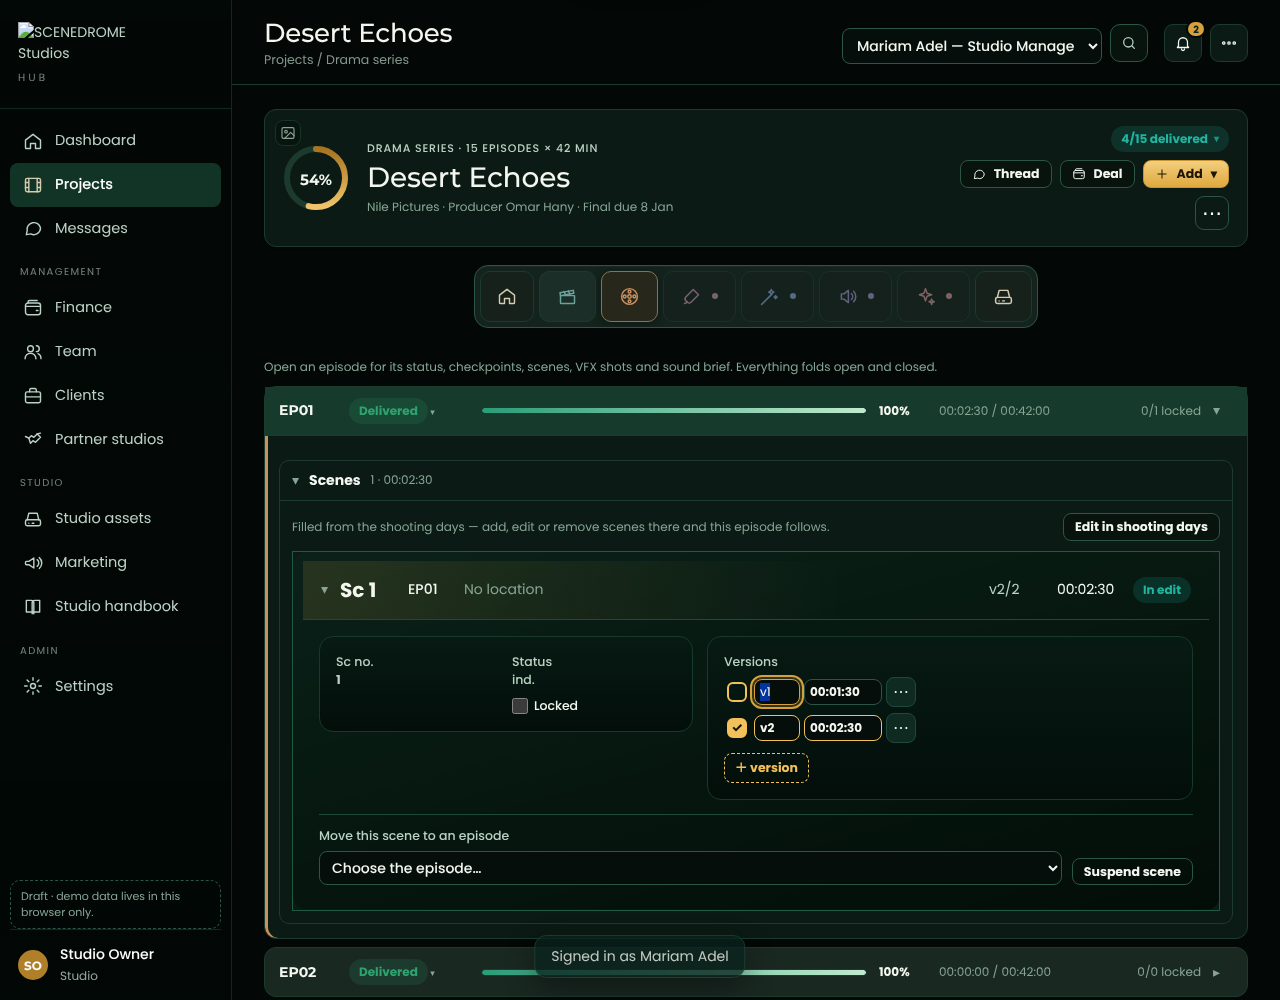 SCENEDROME Studios
HUB
Dashboard
Projects
Messages
MANAGEMENT
Finance
Team
Clients
Partner studios
STUDIO
Studio assets
Marketing
Studio handbook
ADMIN
Settings
Draft · demo data lives in this
browser only.
SO
Studio Owner
Studio
Desert Echoes
Projects / Drama series
Mariam Adel — Studio Manage
2
54%
DRAMA SERIES · 15 EPISODES × 42 MIN
Desert Echoes
Nile Pictures · Producer Omar Hany · Final due 8 Jan
4/15 delivered ▾
Thread
Deal
+ Add ▾
Open an episode for its status, checkpoints, scenes, VFX shots and sound brief. Everything folds open and closed.
EP01 Delivered ▾ 100% 00:02:30 / 00:42:00 0/1 locked ▼
▼ Scenes 1 · 00:02:30
Filled from the shooting days — add, edit or remove scenes there and this episode follows.
Edit in shooting days
▼ Sc 1 EP01 No location v2/2 00:02:30 In edit
Sc no.
1
Status
ind.
Locked
Versions
v1 00:01:30 ...
v2 00:02:30 ...
+ version
Move this scene to an episode
Choose the episode...
Suspend scene
EP02 Delivered ▾ 100% 00:00:00 / 00:42:00 0/0 locked ▸
Signed in as Mariam Adel